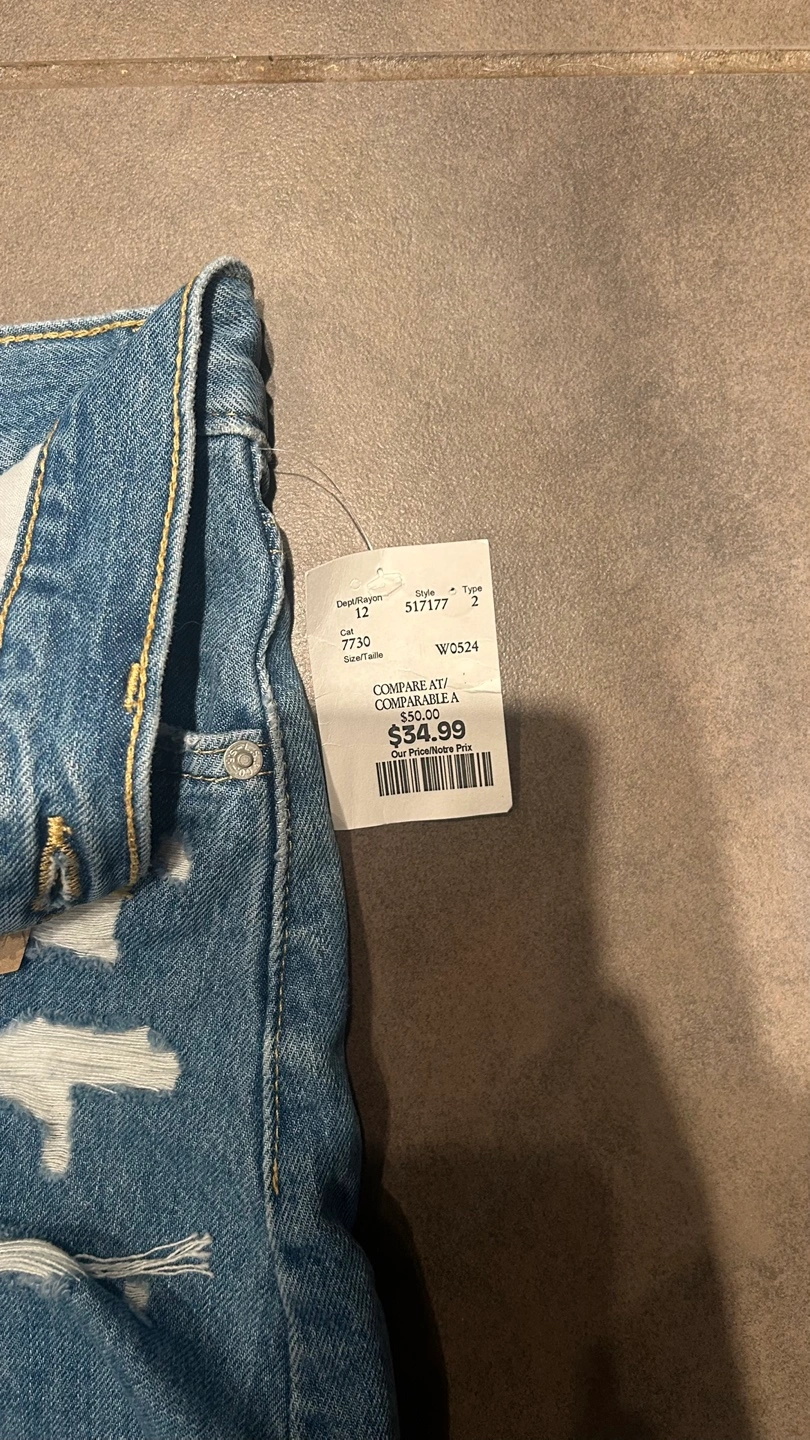 Dept/Rayon Style Type
12 517177 2
Cat
7730
Size/Taille W0524
COMPARE AT/
COMPARABLE A
$50.00
$34.99
Our Price/Notre Prix